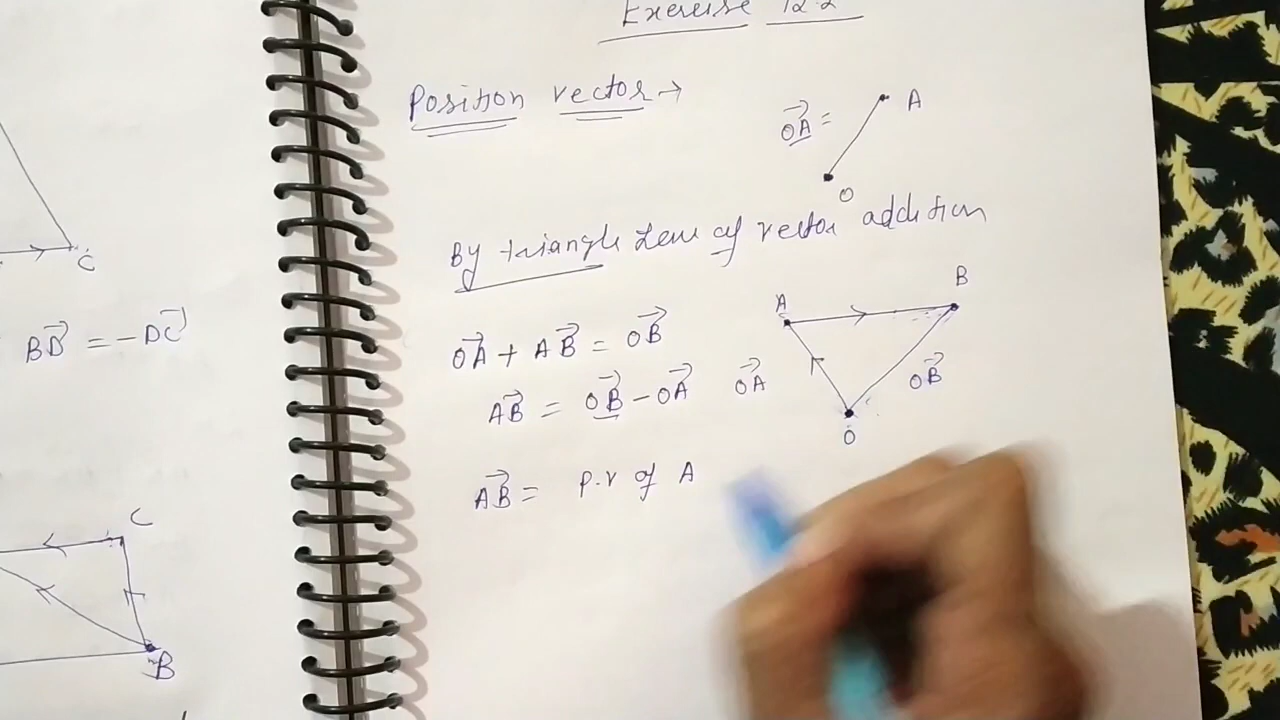 Exercise 12.2
Position vector →
OA⃗ =
A
O
By triangle Law of vector addition
OA⃗ + AB⃗ = OB⃗
AB⃗ = OB⃗ - OA⃗
OA⃗
A
B
OB⃗
O
AB⃗ = P.V of A
C
BD⃗ = -DC⃗
C
B